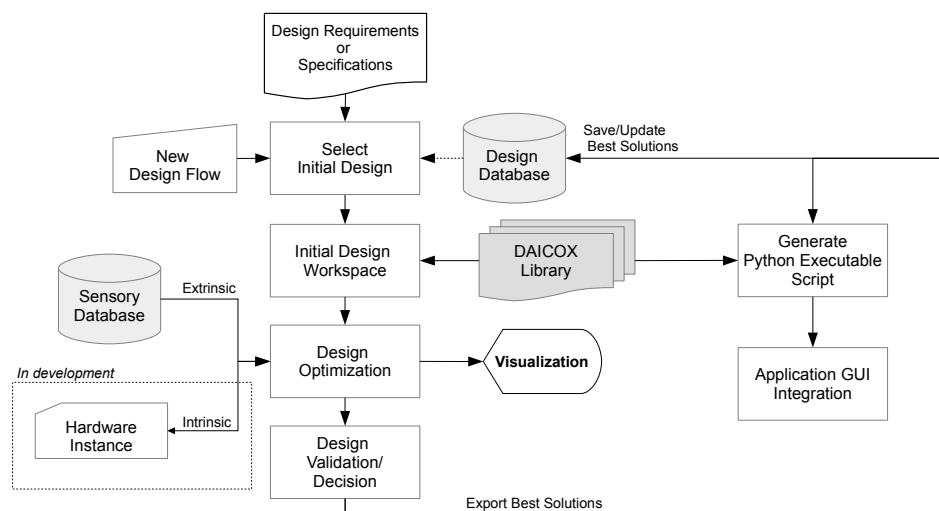 Design Requirements
or
Specifications
Save/Update
Best Solutions
New
Design Flow
Select
Initial Design
Design
Database
Initial Design
Workspace
DAICOX
Library
Generate
Python Executable
Script
Sensory
Database
Extrinsic
Design
Optimization
Visualization
Application GUI
Integration
In development
Hardware
Instance
Intrinsic
Design
Validation/
Decision
Export Best Solutions